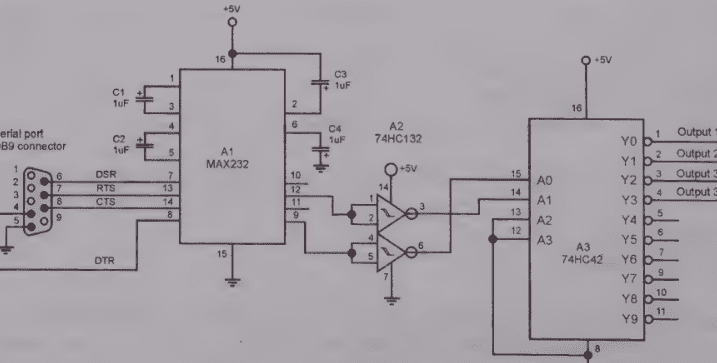 +5V
16
C1
1uF
+
1
3
C3
1uF
+
2
C2
1uF
+
4
5
6
C4
1uF
+
A1
MAX232
erial port
B9 connector
1
2
3
4
5
6
7
8
9
DSR
7
RTS
13
CTS
14
8
DTR
15
10
12
11
9
A2
74HC132
+5V
14
1
2
3
4
5
6
7
+5V
16
15
A0
14
A1
13
A2
12
A3
A3
74HC42
8
Y0
1
Output 1
Y1
2
Output 2
Y2
3
Output 3
Y3
4
Output 3
Y4
5
Y5
6
Y6
7
Y7
9
Y8
10
Y9
11